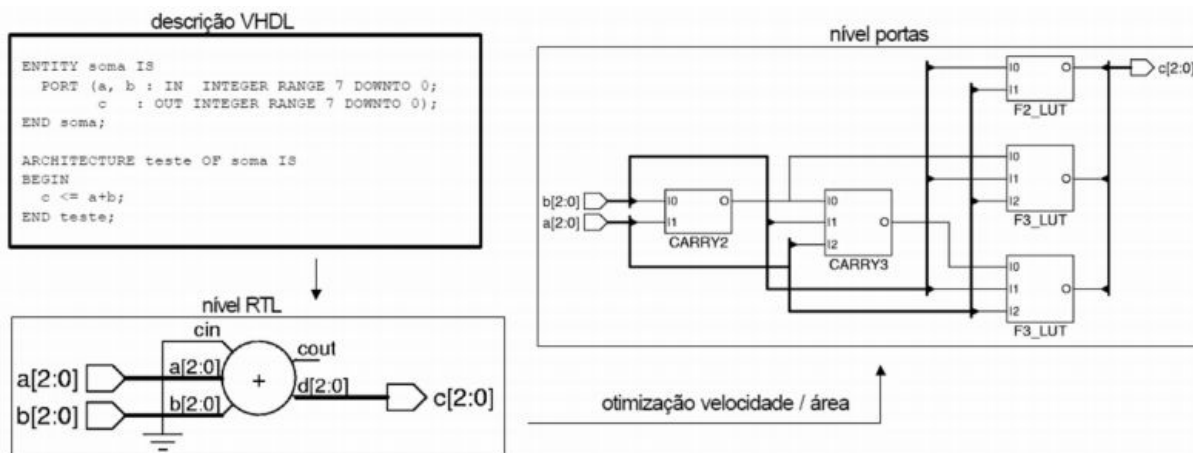 descrição VHDL
ENTITY soma IS
PORT (a, b : IN INTEGER RANGE 7 DOWNTO 0;
c : OUT INTEGER RANGE 7 DOWNTO 0);
END soma;
ARCHITECTURE teste OF soma IS
BEGIN
c <= a+b;
END teste;
nível RTL
cin
cout
a[2:0]
a[2:0]
+
d[2:0]
c[2:0]
b[2:0]
b[2:0]
otimização velocidade / área
nível portas
I0
O
c[2:0]
I1
F2_LUT
I0
I1
O
I2
F3_LUT
I0
I1
O
I2
F3_LUT
b[2:0]
a[2:0]
I0
O
I1
CARRY2
I0
I1
O
I2
CARRY3